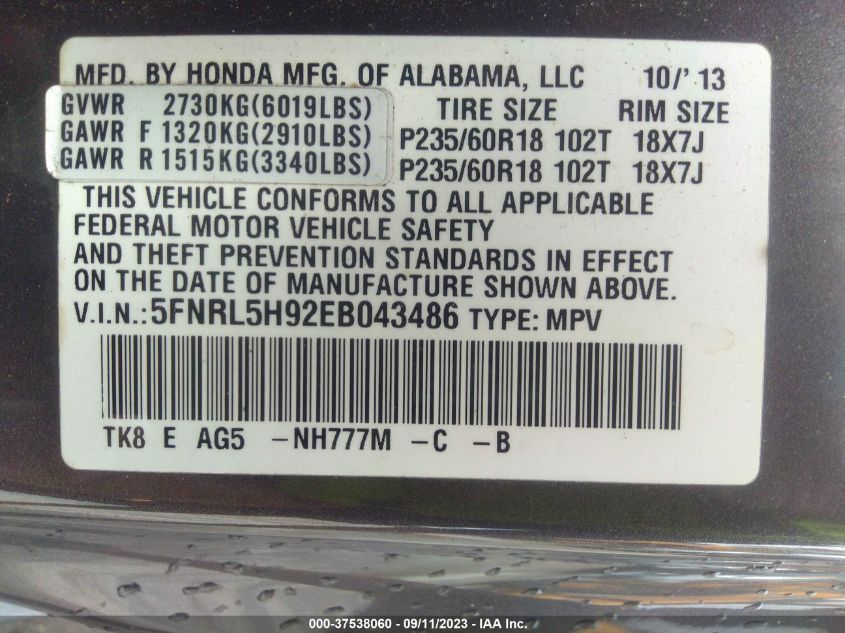 MFD. BY HONDA MFG. OF ALABAMA, LLC 10/'13
GVWR 2730KG(6019LBS) TIRE SIZE RIM SIZE
GAWR F 1320KG(2910LBS) P235/60R18 102T 18X7J
GAWR R 1515KG(3340LBS) P235/60R18 102T 18X7J
THIS VEHICLE CONFORMS TO ALL APPLICABLE
FEDERAL MOTOR VEHICLE SAFETY
AND THEFT PREVENTION STANDARDS IN EFFECT
ON THE DATE OF MANUFACTURE SHOWN ABOVE.
V.I.N.: 5FNRL5H92EB043486 TYPE: MPV
TK8 E AG5 -NH777M -C -B
000-37538060 - 09/11/2023 - IAA Inc.